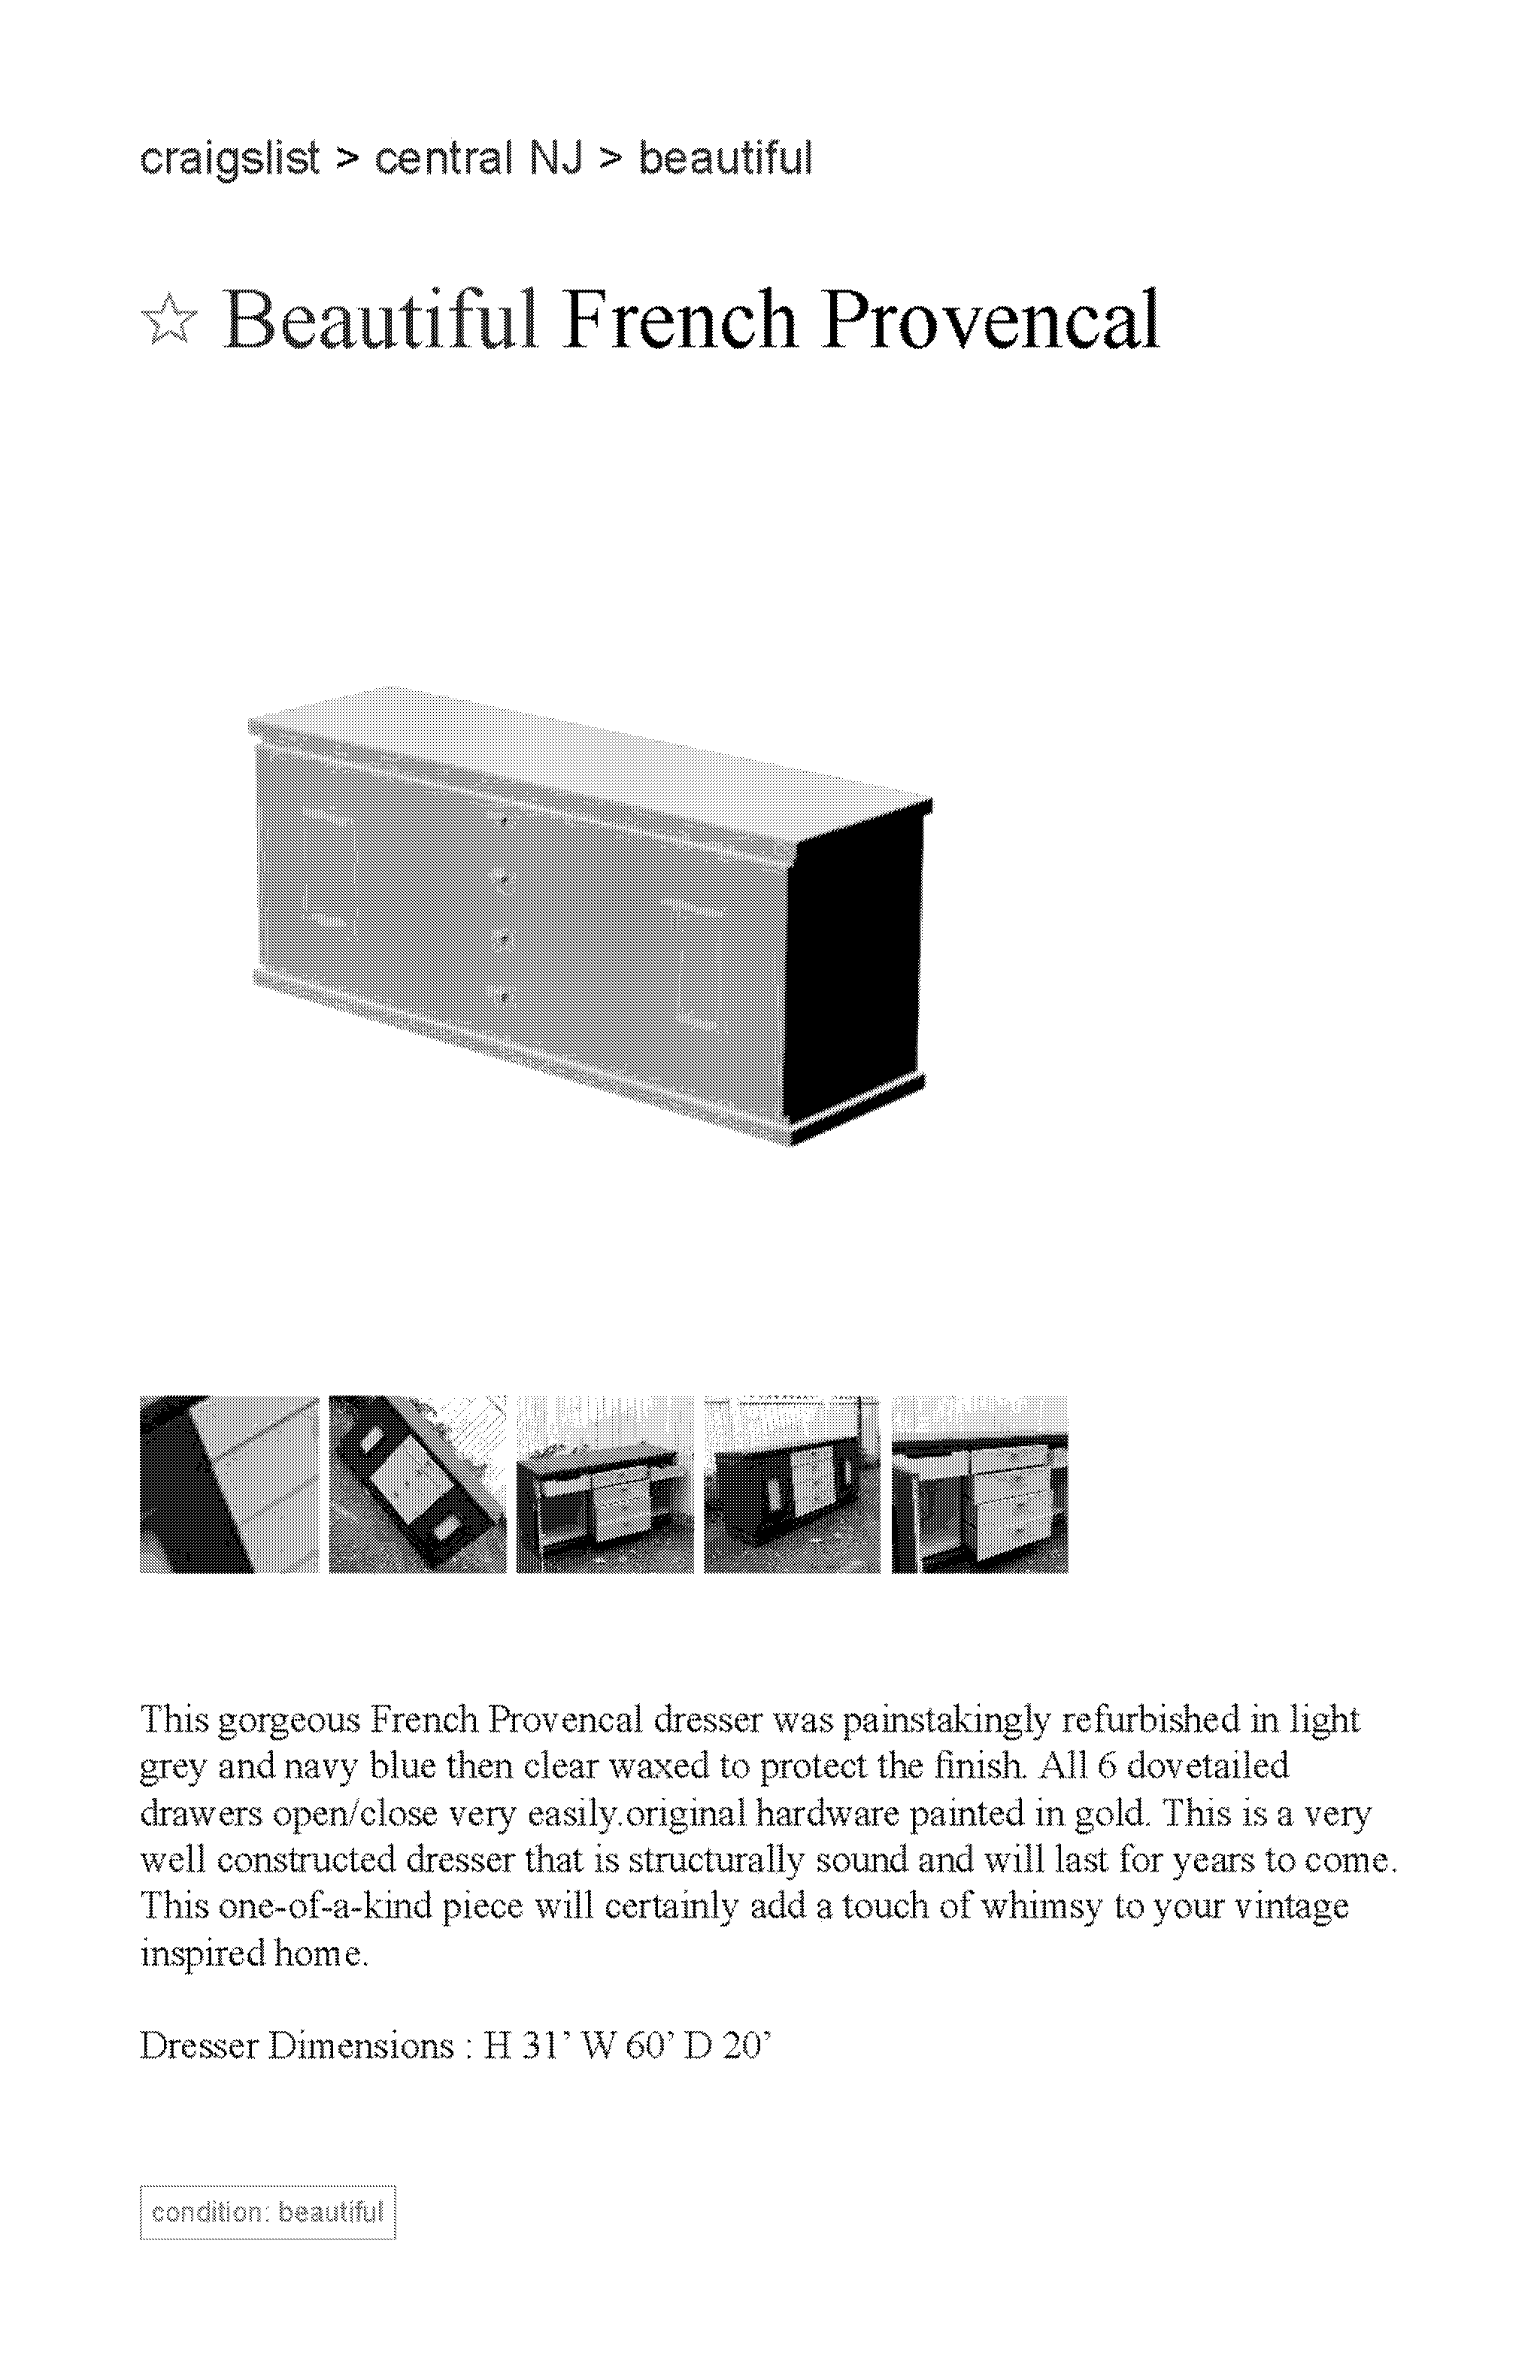 craigslist > central NJ > beautiful
☆ Beautiful French Provencal
This gorgeous French Provencal dresser was painstakingly refurbished in light
grey and navy blue then clear waxed to protect the finish. All 6 dovetailed
drawers open/close very easily.original hardware painted in gold. This is a very
well constructed dresser that is structurally sound and will last for years to come.
This one-of-a-kind piece will certainly add a touch of whimsy to your vintage
inspired home.
Dresser Dimensions : H 31’ W 60’ D 20’
condition: beautiful